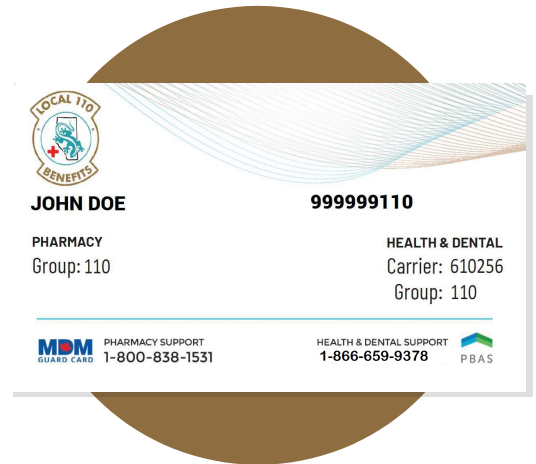 LOCAL 110
BENEFITS
JOHN DOE 999999110
PHARMACY
Group: 110
HEALTH & DENTAL
Carrier: 610256
Group: 110
MDM
GUARD CARD
PHARMACY SUPPORT
1-800-838-1531
HEALTH & DENTAL SUPPORT
1-866-659-9378
PBAS